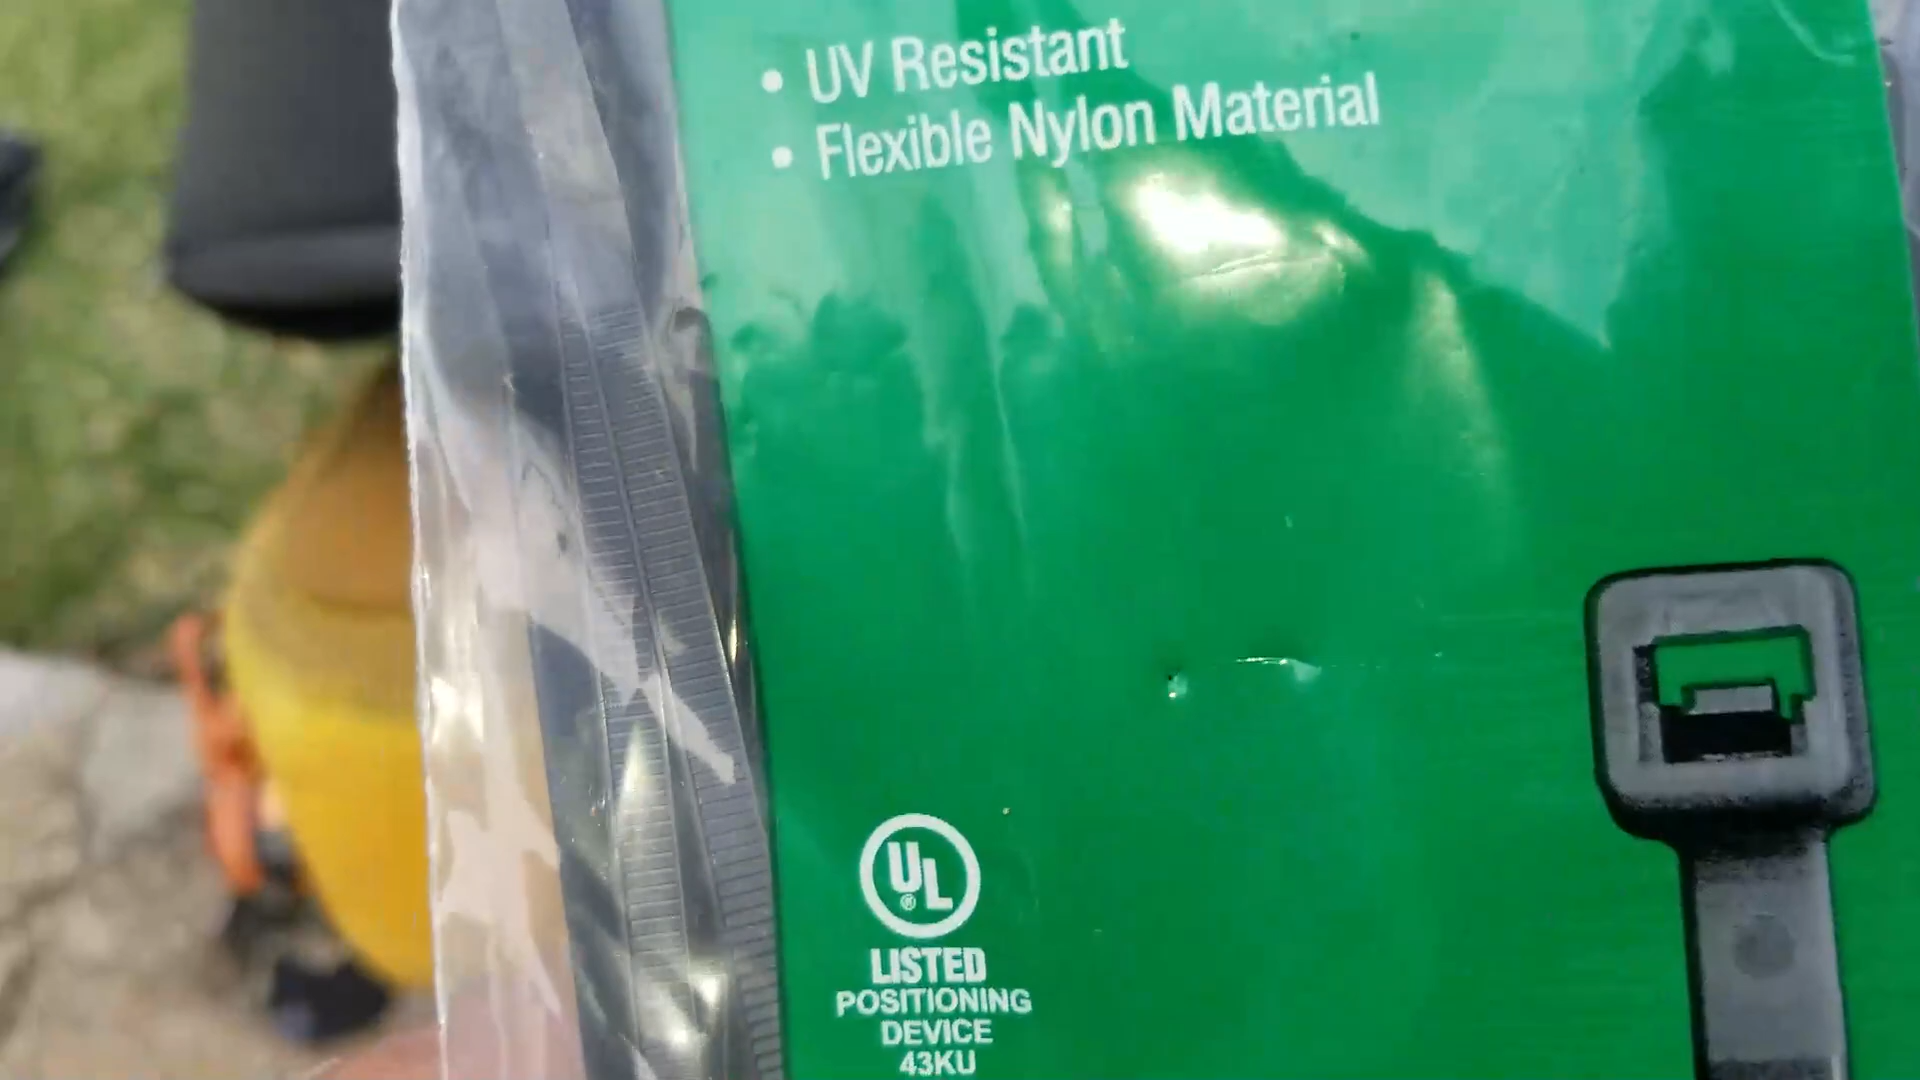 • UV Resistant
• Flexible Nylon Material
UL ®
LISTED
POSITIONING
DEVICE
43KU